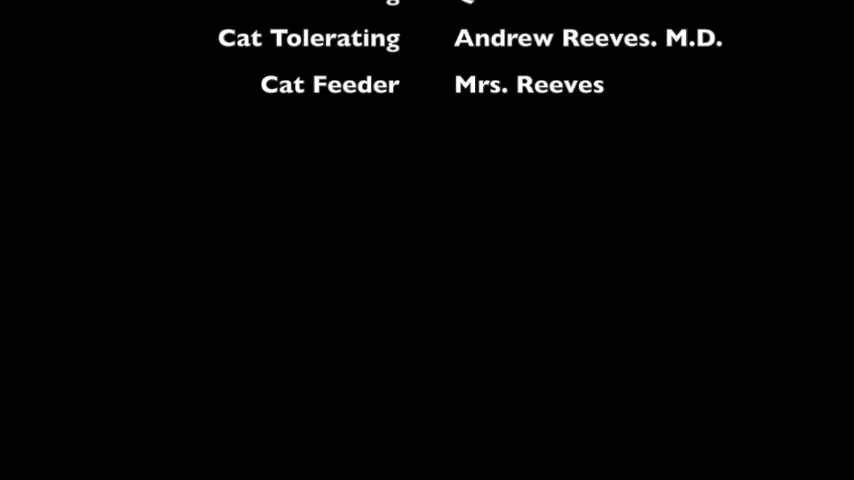 Cat Tolerating Andrew Reeves. M.D.
Cat Feeder Mrs. Reeves